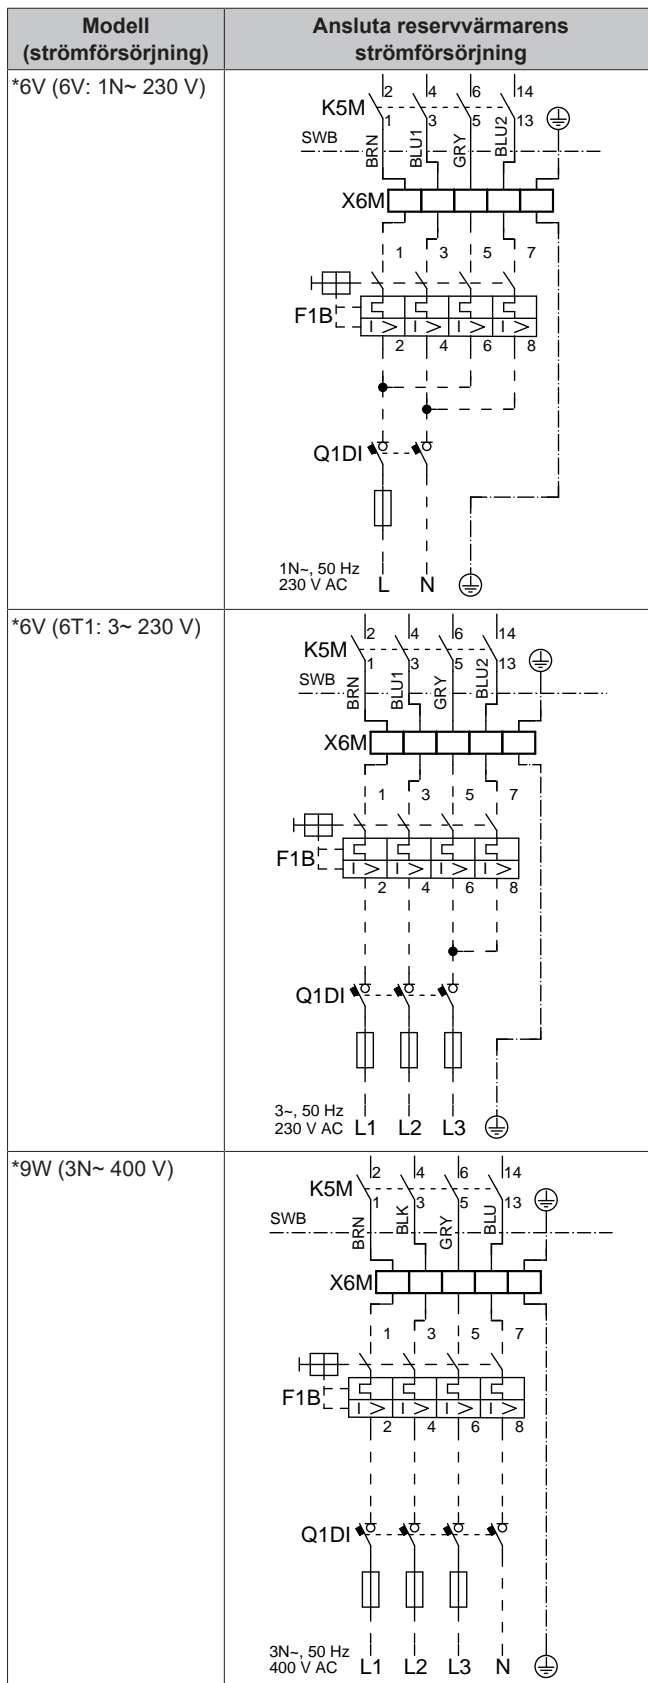 Modell
(strömförsörjning)
Ansluta reservvärmarens
strömförsörjning
*6V (6V: 1N~ 230 V)
2 4 6 14
K5M
1 3 5 13
SWB
BRN BLU1 GRY BLU2
X6M
1 3 5 7
F1B
I > I > I > I >
2 4 6 8
Q1DI
1N~, 50 Hz
230 V AC L N
*6V (6T1: 3~ 230 V)
2 4 6 14
K5M
1 3 5 13
SWB
BRN BLU1 GRY BLU2
X6M
1 3 5 7
F1B
I > I > I > I >
2 4 6 8
Q1DI
3~, 50 Hz
230 V AC L1 L2 L3
*9W (3N~ 400 V)
2 4 6 14
K5M
1 3 5 13
SWB
BRN BLK GRY BLU
X6M
1 3 5 7
F1B
I > I > I > I >
2 4 6 8
Q1DI
3N~, 50 Hz
400 V AC L1 L2 L3 N